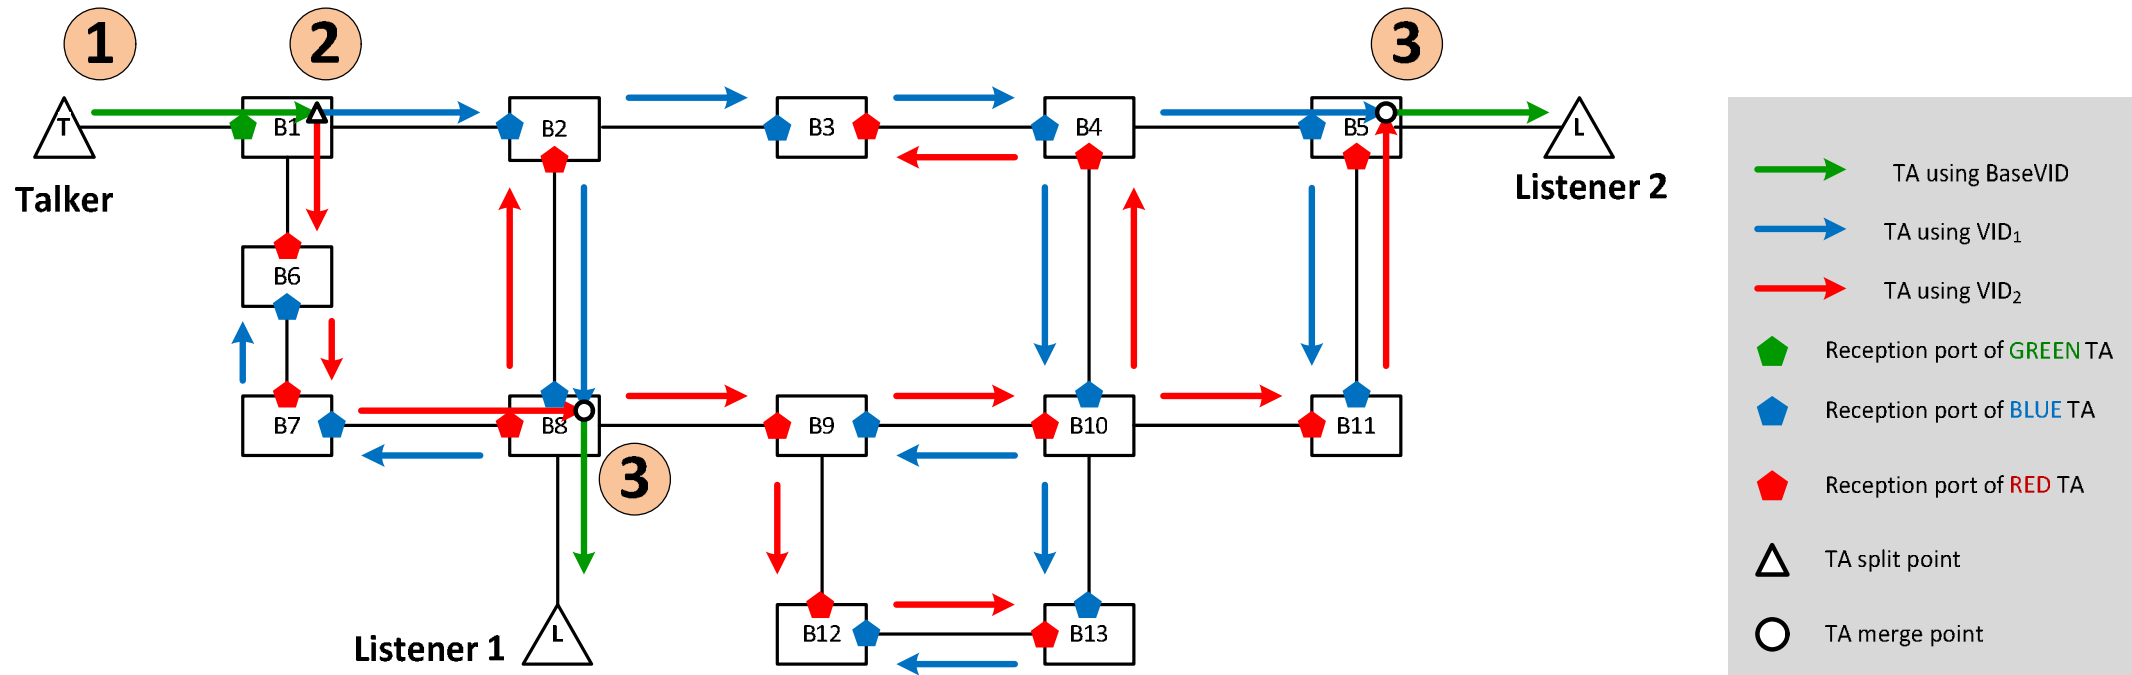 1
2
3
T
B1
B2
B3
B4
B5
L
Talker
Listener 2
TA using BaseVID
TA using VID1
B6
TA using VID2
Reception port of GREEN TA
B7
B8
B9
B10
B11
Reception port of BLUE TA
3
Reception port of RED TA
TA split point
Listener 1
L
B12
B13
TA merge point